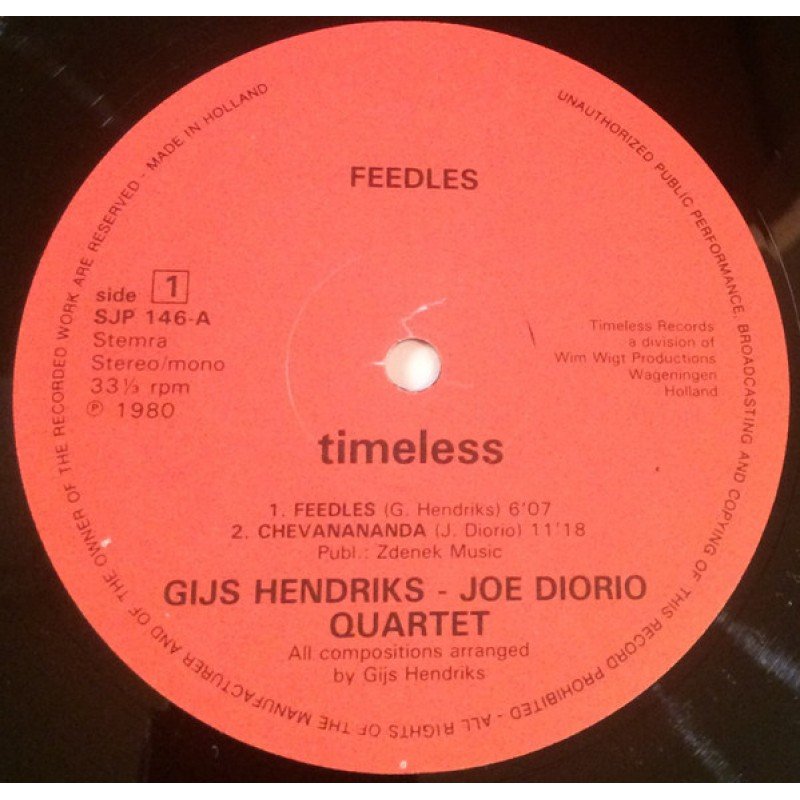 FEEDLES
side 1
SJP 146-A
Stemra
Stereo/mono
33⅓ rpm
℗ 1980
Timeless Records
a division of
Wim Wigt Productions
Wageningen
Holland
timeless
1. FEEDLES (G. Hendriks) 6'07
2. CHEVANANANDA (J. Diorio) 11'18
Publ.: Zdenek Music
GIJS HENDRIKS - JOE DIORIO
QUARTET
All compositions arranged
by Gijs Hendriks
UNAUTHORIZED PUBLIC PERFORMANCE, BROADCASTING AND COPYING OF THIS RECORD PROHIBITED - ALL RIGHTS OF THE MANUFACTURER AND OF THE OWNER OF THE RECORDED WORK ARE RESERVED - MADE IN HOLLAND